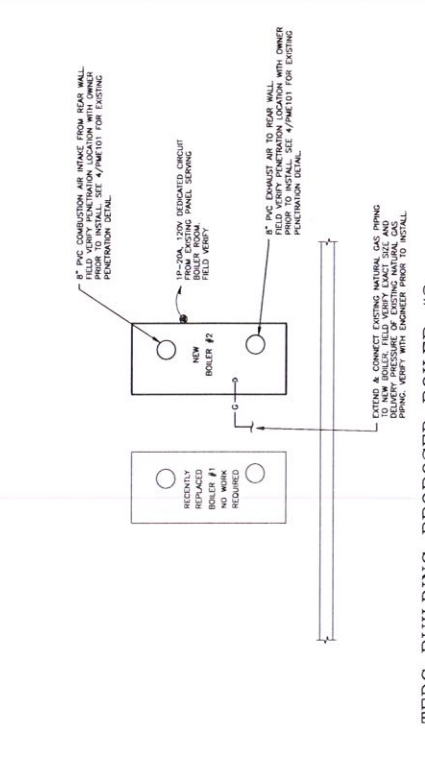 8" PVC COMBUSTION AIR INTAKE FROM REAR WALL.
FIELD VERIFY PENETRATION LOCATION WITH OWNER
PRIOR TO INSTALL. SEE 4/PME101 FOR EXISTING
PENETRATION DETAIL.
1P-20A, 120V DEDICATED CIRCUIT
FROM EXISTING PANEL SERVING
BOILER ROOM.
FIELD VERIFY
8" PVC EXHAUST AIR TO REAR WALL.
FIELD VERIFY PENETRATION LOCATION WITH OWNER
PRIOR TO INSTALL. SEE 4/PME101 FOR EXISTING
PENETRATION DETAIL.
NEW
BOILER #2
G
RECENTLY
REPLACED
BOILER #1
NO WORK
REQUIRED
EXTEND & CONNECT EXISTING NATURAL GAS PIPING
TO NEW BOILER. FIELD VERIFY EXACT SIZE AND
DELIVERY PRESSURE OF EXISTING NATURAL GAS
PIPING. VERIFY WITH ENGINEER PRIOR TO INSTALL.
BUILDING PROPOSED BOILER #2